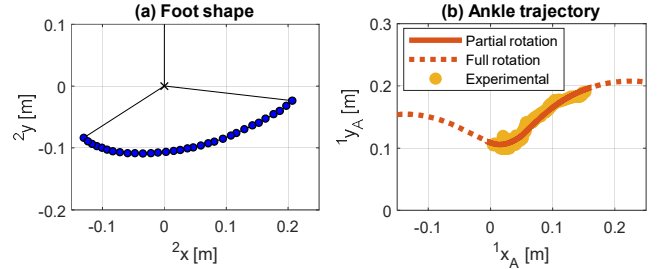 (a) Foot shape
0.1
0
-0.1
-0.2
²y [m]
-0.1
0
0.1
0.2
²x [m]
(b) Ankle trajectory
Partial rotation
Full rotation
Experimental
0.3
0.2
0.1
0
¹y_A [m]
-0.1
0
0.1
0.2
¹x_A [m]